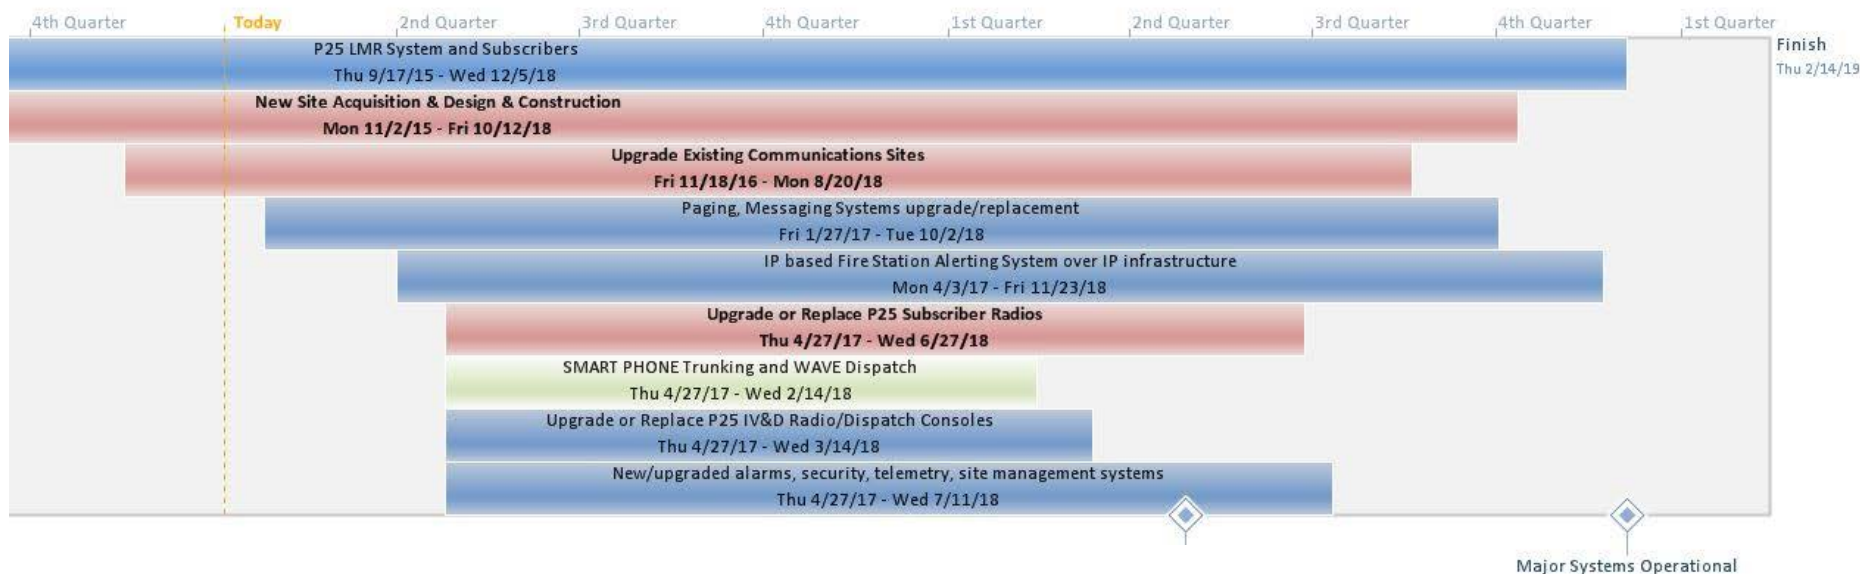 4th Quarter Today 2nd Quarter 3rd Quarter 4th Quarter 1st Quarter 2nd Quarter 3rd Quarter 4th Quarter 1st Quarter
Finish
Thu 2/14/19
P25 LMR System and Subscribers
Thu 9/17/15 - Wed 12/5/18
New Site Acquisition & Design & Construction
Mon 11/2/15 - Fri 10/12/18
Upgrade Existing Communications Sites
Fri 11/18/16 - Mon 8/20/18
Paging, Messaging Systems upgrade/replacement
Fri 1/27/17 - Tue 10/2/18
IP based Fire Station Alerting System over IP infrastructure
Mon 4/3/17 - Fri 11/23/18
Upgrade or Replace P25 Subscriber Radios
Thu 4/27/17 - Wed 6/27/18
SMART PHONE Trunking and WAVE Dispatch
Thu 4/27/17 - Wed 2/14/18
Upgrade or Replace P25 IV&D Radio/Dispatch Consoles
Thu 4/27/17 - Wed 3/14/18
New/upgraded alarms, security, telemetry, site management systems
Thu 4/27/17 - Wed 7/11/18
Major Systems Operational